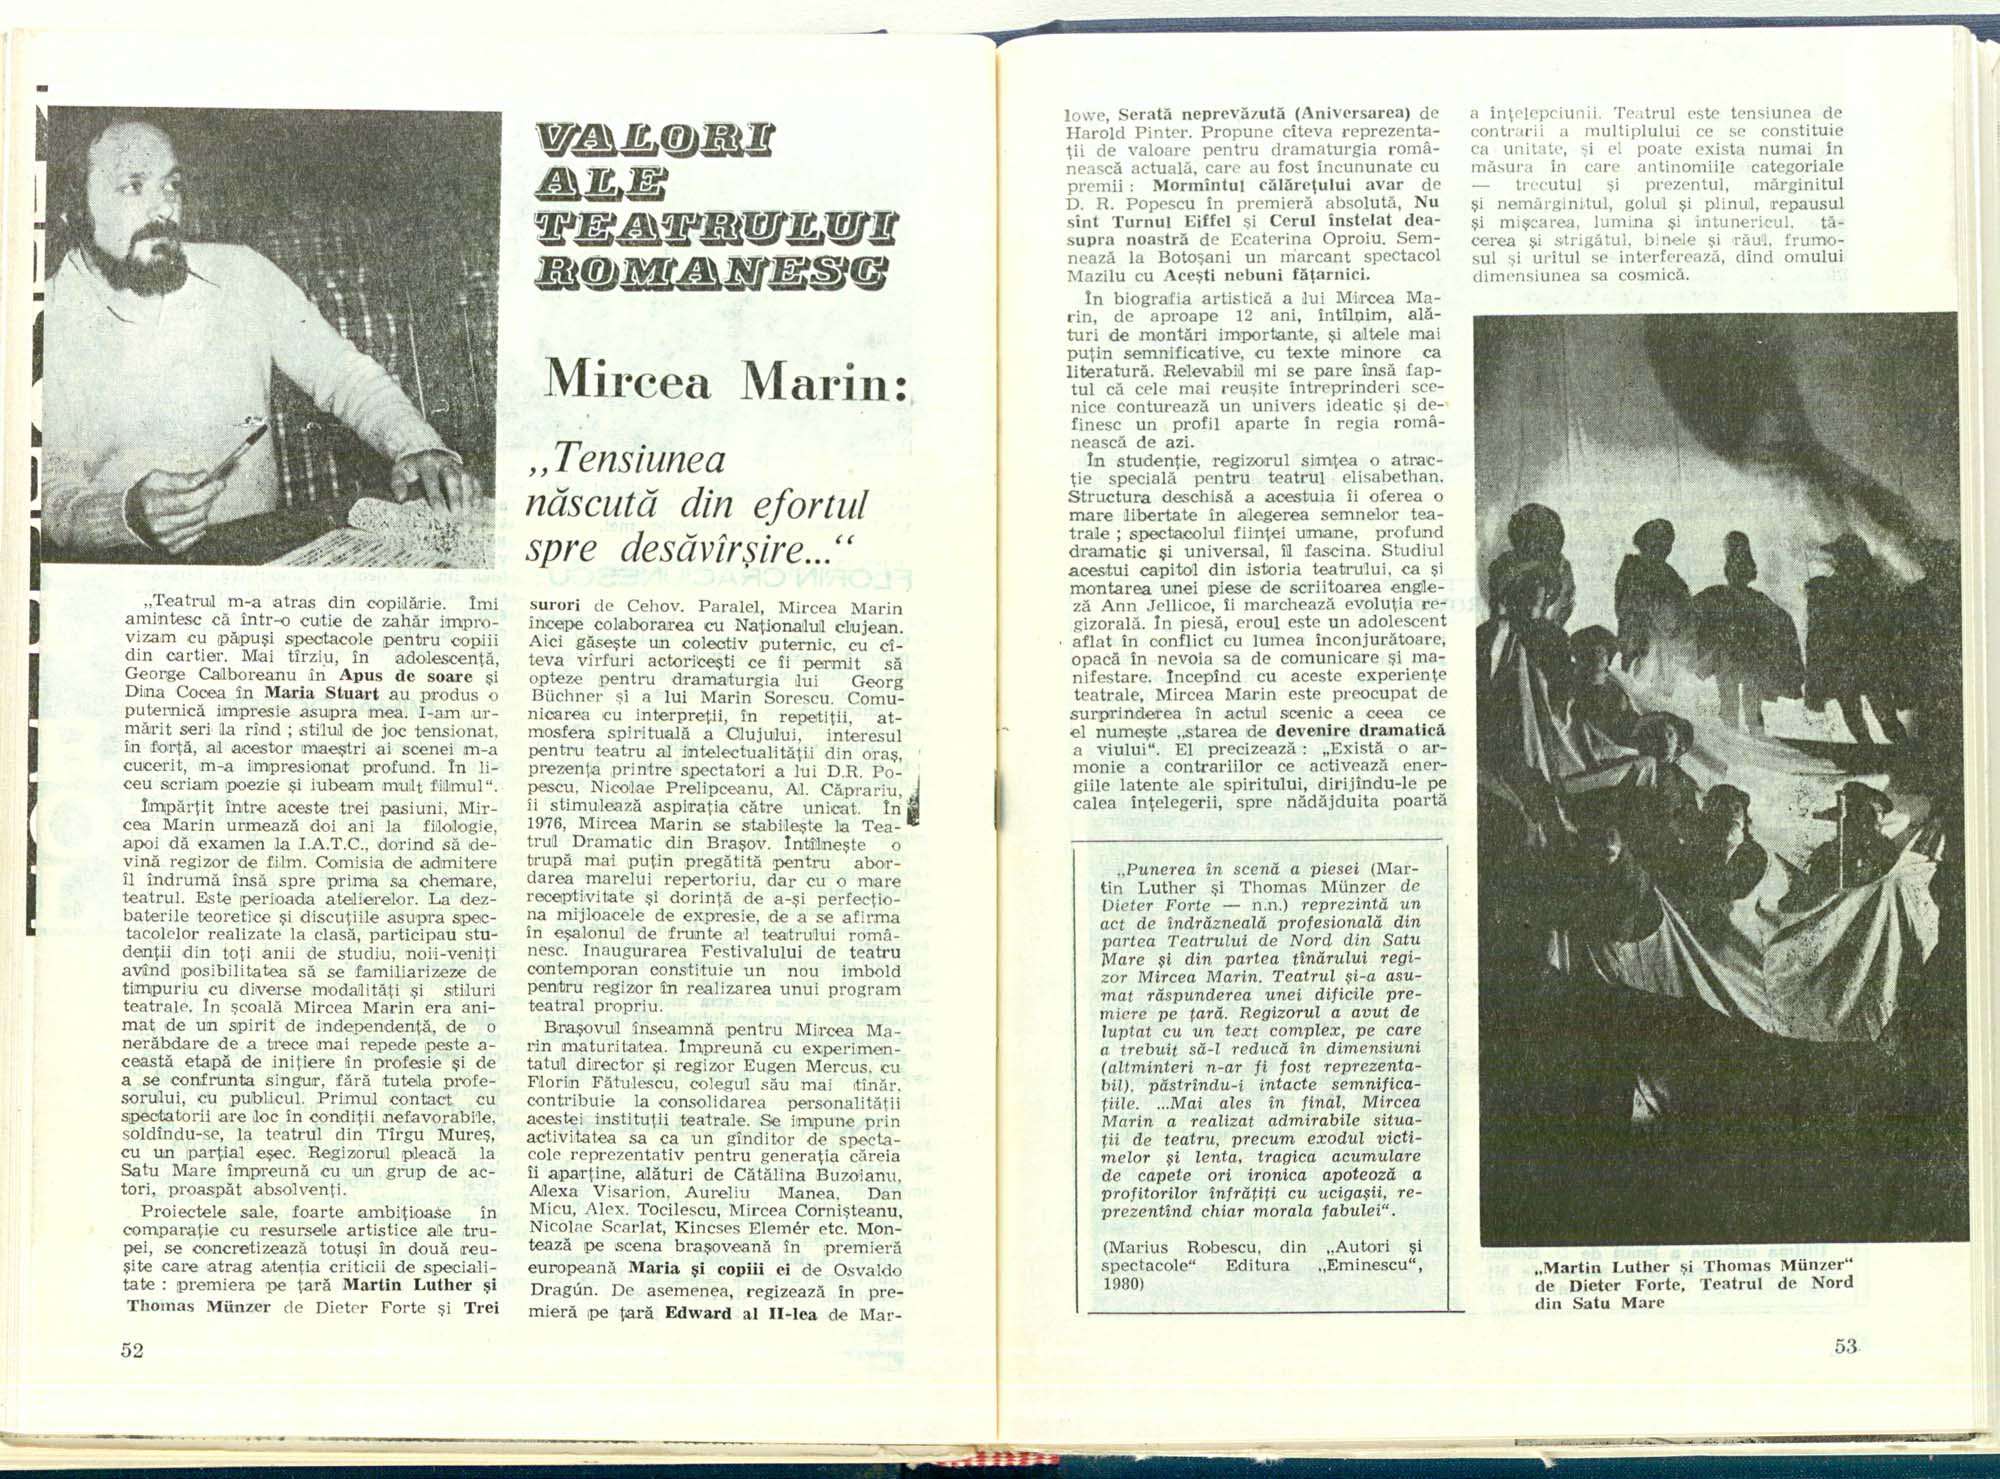 VALORI
ALE
TEATRULUI
ROMANESC
Mircea Marin:
„Tensiunea
născută din efortul
spre desăvîrșire...“
„Teatrul m-a atras din copilărie. Îmi
amintesc că într-o cutie de zahăr impro-
vizam cu păpuși spectacole pentru copiii
din cartier. Mai tîrziu, în adolescență,
George Calboreanu în Apus de soare și
Dina Cocea în Maria Stuart au produs o
puternică impresie asupra mea. I-am ur-
mărit seri la rînd ; stilul de joc tensionat,
în forță, al acestor maeștri ai scenei m-a
cucerit, m-a impresionat profund. În li-
ceu scriam poezie și iubeam mult filmul“.
Împărțit între aceste trei pasiuni, Mir-
cea Marin urmează doi ani la filologie,
apoi dă examen la I.A.T.C., dorind să de-
vină regizor de film. Comisia de admitere
îl îndrumă însă spre prima sa chemare,
teatrul. Este perioada atelierelor. La dez-
baterile teoretice și discuțiile asupra spec-
tacolelor realizate la clasă, participau stu-
denții din toți anii de studiu, noii-veniți
avînd posibilitatea să se familiarizeze de
timpuriu cu diverse modalități și stiluri
teatrale. În școală Mircea Marin era ani-
mat de un spirit de independență, de o
nerăbdare de a trece mai repede peste a-
ceastă etapă de inițiere în profesie și de
a se confrunta singur, fără tutela profe-
sorului, cu publicul. Primul contact cu
spectatorii are loc în condiții nefavorabile,
soldîndu-se, la teatrul din Tîrgu Mureș,
cu un parțial eșec. Regizorul pleacă la
Satu Mare împreună cu un grup de ac-
tori, proaspăt absolvenți.
Proiectele sale, foarte ambițioase în
comparație cu resursele artistice ale tru-
pei, se concretizează totuși în două reu-
șite care atrag atenția criticii de speciali-
tate : premiera pe țară Martin Luther și
Thomas Münzer de Dieter Forte și Trei
52
surori de Cehov. Paralel, Mircea Marin
începe colaborarea cu Naționalul clujean.
Aici găsește un colectiv puternic, cu cî-
teva vîrfuri actoricești ce îi permit să
opteze pentru dramaturgia lui Georg
Büchner și a lui Marin Sorescu. Comu-
nicarea cu interpreții, în repetiții, at-
mosfera spirituală a Clujului, interesul
pentru teatru al intelectualității din oraș,
prezența printre spectatori a lui D.R. Po-
pescu, Nicolae Prelipceanu, Al. Căprariu,
îi stimulează aspirația către unicat. În
1976, Mircea Marin se stabilește la Tea-
trul Dramatic din Brașov. Întîlnește o
trupă mai puțin pregătită pentru abor-
darea marelui repertoriu, dar cu o mare
receptivitate și dorință de a-și perfecțio-
na mijloacele de expresie, de a se afirma
în eșalonul de frunte al teatrului româ-
nesc. Inaugurarea Festivalului de teatru
contemporan constituie un nou imbold
pentru regizor în realizarea unui program
teatral propriu.
Brașovul înseamnă pentru Mircea Ma-
rin maturitatea. Împreună cu experimen-
tatul director și regizor Eugen Mercus, cu
Florin Fătulescu, colegul său mai tînăr,
contribuie la consolidarea personalității
acestei instituții teatrale. Se impune prin
activitatea sa ca un gînditor de specta-
cole reprezentativ pentru generația căreia
îi aparține, alături de Cătălina Buzoianu,
Alexa Visarion, Aureliu Manea, Dan
Micu, Alex. Tocilescu, Mircea Cornișteanu,
Nicolae Scarlat, Kincses Elemér etc. Mon-
tează pe scena brașoveană în premieră
europeană Maria și copiii ei de Osvaldo
Dragún. De asemenea, regizează în pre-
mieră pe țară Edward al II-lea de Mar-
lowe, Serată neprevăzută (Aniversarea) de
Harold Pinter. Propune cîteva reprezenta-
ții de valoare pentru dramaturgia româ-
nească actuală, care au fost încununate cu
premii : Mormîntul călărețului avar de
D. R. Popescu în premieră absolută, Nu
sînt Turnul Eiffel și Cerul înstelat dea-
supra noastră de Ecaterina Oproiu. Sem-
nează la Botoșani un marcant spectacol
Mazilu cu Acești nebuni fățarnici.
În biografia artistică a lui Mircea Ma-
rin, de aproape 12 ani, întîlnim, ală-
turi de montări importante, și altele mai
puțin semnificative, cu texte minore ca
literatură. Relevabil mi se pare însă fap-
tul că cele mai reușite întreprinderi sce-
nice conturează un univers ideatic și de-
finesc un profil aparte în regia româ-
nească de azi.
În studenție, regizorul simțea o atrac-
ție specială pentru teatrul elisabethan.
Structura deschisă a acestuia îi oferea o
mare libertate în alegerea semnelor tea-
trale ; spectacolul ființei umane, profund
dramatic și universal, îl fascina. Studiul
acestui capitol din istoria teatrului, ca și
montarea unei piese de scriitoarea engle-
ză Ann Jellicoe, îi marchează evoluția re-
gizorală. În piesă, eroul este un adolescent
aflat în conflict cu lumea înconjurătoare,
opacă în nevoia sa de comunicare și ma-
nifestare. Începînd cu aceste experiențe
teatrale, Mircea Marin este preocupat de
surprinderea în actul scenic a ceea ce
el numește „starea de devenire dramatică
a viului“. El precizează : „Există o ar-
monie a contrariilor ce activează ener-
giile latente ale spiritului, dirijîndu-le pe
calea înțelegerii, spre nădăjduita poartă
„Punerea în scenă a piesei (Mar-
tin Luther și Thomas Münzer de
Dieter Forte — n.n.) reprezintă un
act de îndrăzneală profesională din
partea Teatrului de Nord din Satu
Mare și din partea tînărului regi-
zor Mircea Marin. Teatrul și-a asu-
mat răspunderea unei dificile pre-
miere pe țară. Regizorul a avut de
luptat cu un text complex, pe care
a trebuit să-l reducă în dimensiuni
(altminteri n-ar fi fost reprezenta-
bil), păstrîndu-i intacte semnifica-
țiile. ...Mai ales în final, Mircea
Marin a realizat admirabile situa-
ții de teatru, precum exodul victi-
melor și lenta, tragica acumulare
de capete ori ironica apoteoză a
profitorilor înfrățiți cu ucigașii, re-
prezentînd chiar morala fabulei“.
(Marius Robescu, din „Autori și
spectacole“ Editura „Eminescu“,
1980)
a înțelepciunii. Teatrul este tensiunea de
contrarii a multiplului ce se constituie
ca unitate, și el poate exista numai în
măsura în care antinomiile categoriale
— trecutul și prezentul, mărginitul
și nemărginitul, golul și plinul, repausul
și mișcarea, lumina și întunericul, tă-
cerea și strigătul, binele și răul, frumo-
sul și urîtul se interferează, dînd omului
dimensiunea sa cosmică.
„Martin Luther și Thomas Münzer“
de Dieter Forte, Teatrul de Nord
din Satu Mare
53